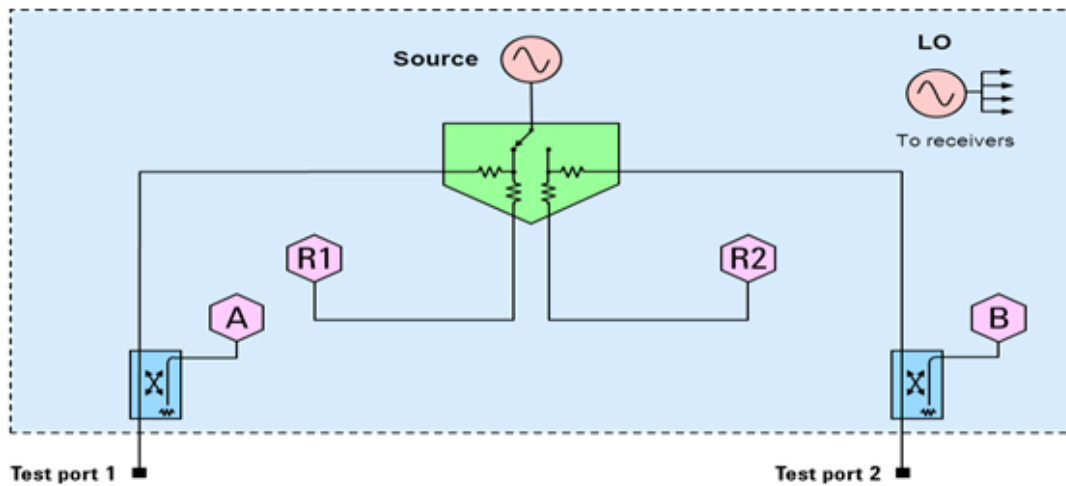 Source
LO
To receivers
R1
R2
A
B
Test port 1
Test port 2